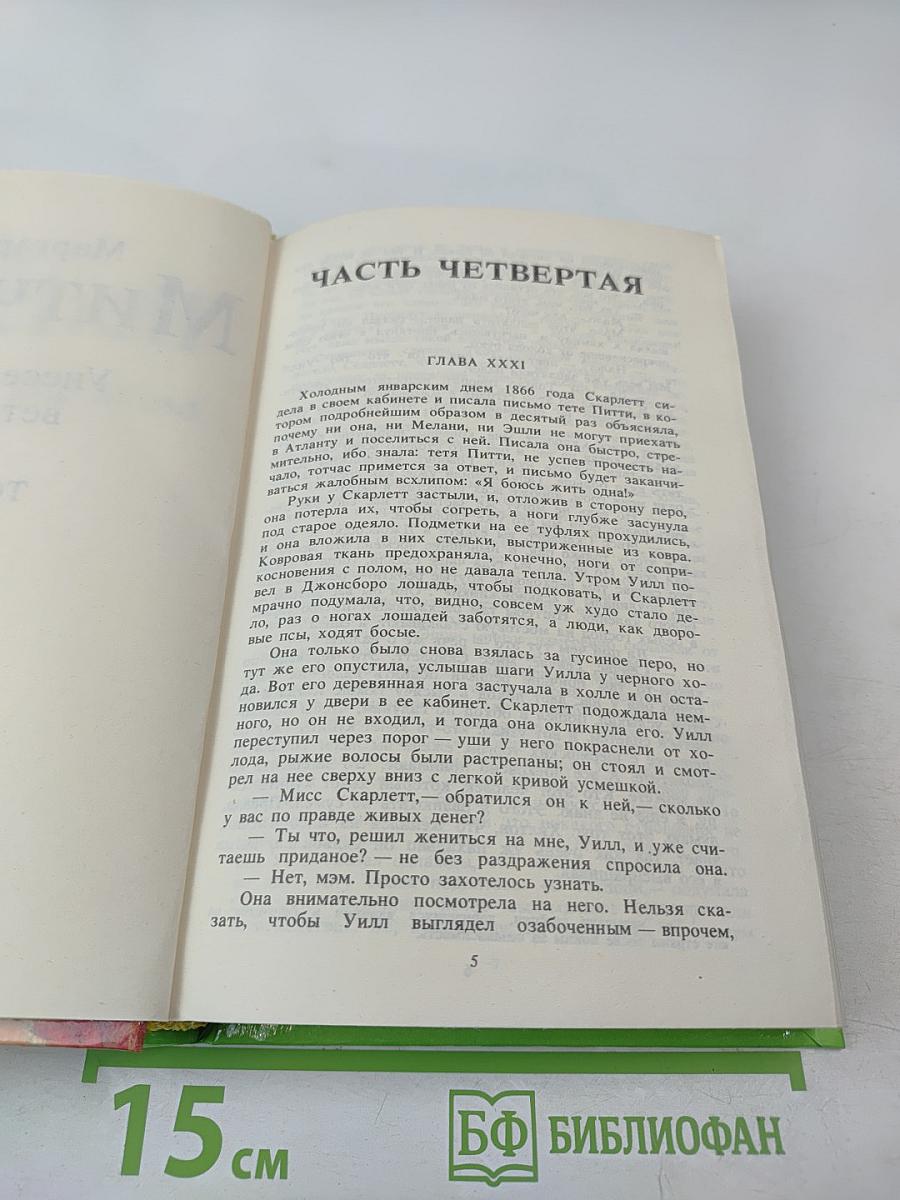 ЧАСТЬ ЧЕТВЕРТАЯ
ГЛАВА XXXI
Холодным январским днем 1866 года Скарлетт си-
дела в своем кабинете и писала письмо тете Питти, в ко-
тором подробнейшим образом в десятый раз объясняла,
почему ни она, ни Мелани, ни Эшли не могут приехать
в Атланту и поселиться с ней. Писала она быстро, стре-
мительно, ибо знала: тетя Питти, не успев прочесть на-
чало, тотчас примется за ответ, и письмо будет заканчи-
ваться жалобным всхлипом: «Я боюсь жить одна!»
Руки у Скарлетт застыли, и, отложив в сторону перо,
она потерла их, чтобы согреть, а ноги глубже засунула
под старое одеяло. Подметки на ее туфлях прохудились,
и она вложила в них стельки, выстриженные из ковра.
Ковровая ткань предохраняла, конечно, ноги от сопри-
косновения с полом, но не давала тепла. Утром Уилл по-
вел в Джонсборо лошадь, чтобы подковать, и Скарлетт
мрачно подумала, что, видно, совсем уж худо стало де-
ло, раз о ногах лошадей заботятся, а люди, как дворо-
вые псы, ходят босые.
Она только было снова взялась за гусиное перо, но
тут же его опустила, услышав шаги Уилла у черного хо-
да. Вот его деревянная нога застучала в холле и он оста-
новился у двери в ее кабинет. Скарлетт подождала нем-
ного, но он не входил, и тогда она окликнула его. Уилл
переступил через порог — уши у него покраснели от хо-
лода, рыжие волосы были растрепаны; он стоял и смот-
рел на нее сверху вниз с легкой кривой усмешкой.
— Мисс Скарлетт,— обратился он к ней,— сколько
у вас по правде живых денег?
— Ты что, решил жениться на мне, Уилл, и уже счи-
таешь приданое? — не без раздражения спросила она.
— Нет, мэм. Просто захотелось узнать.
Она внимательно посмотрела на него. Нельзя ска-
зать, чтобы Уилл выглядел озабоченным — впрочем,
5
15 см
БФ БИБЛИОФАН